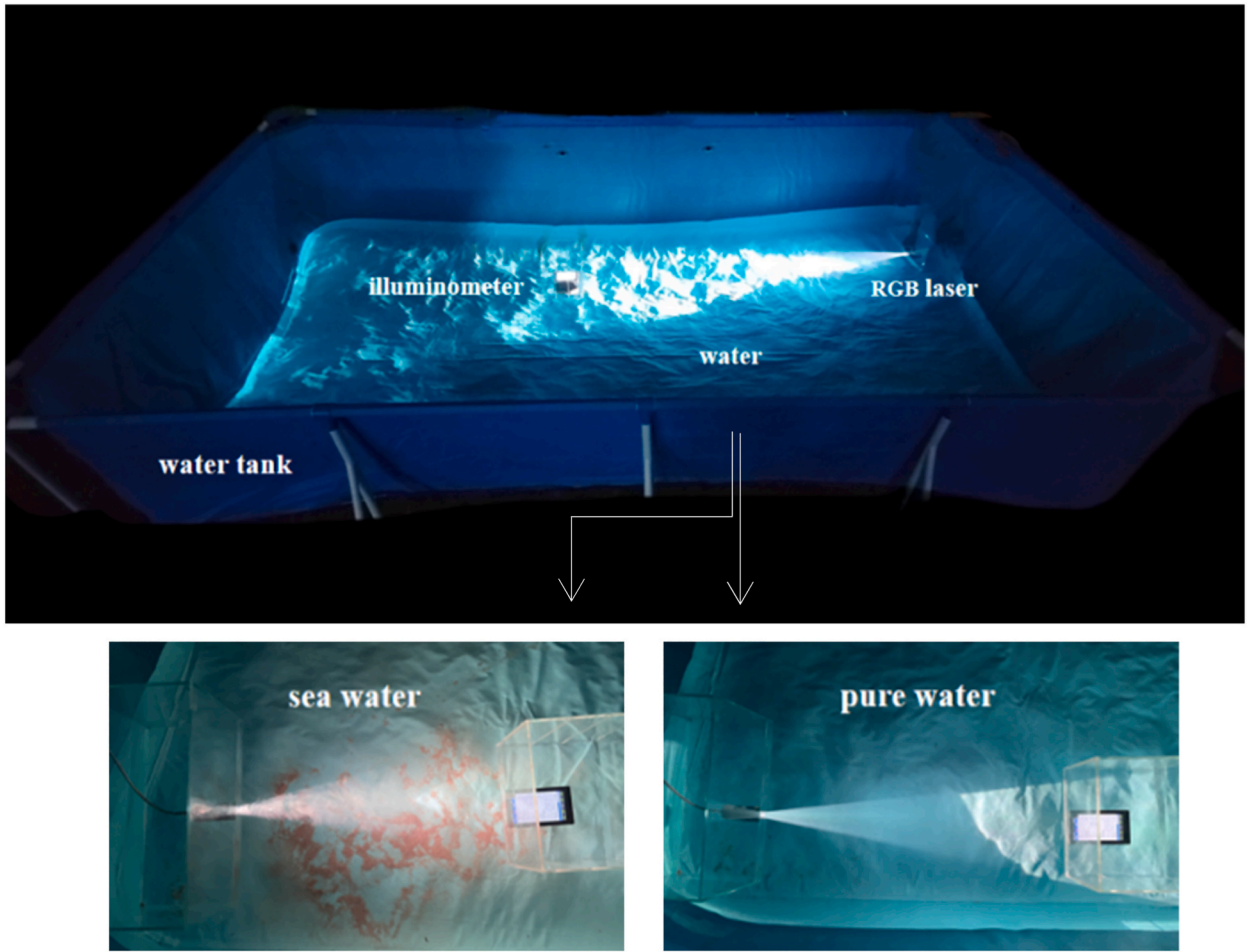 illuminometer
RGB laser
water
water tank
sea water
pure water